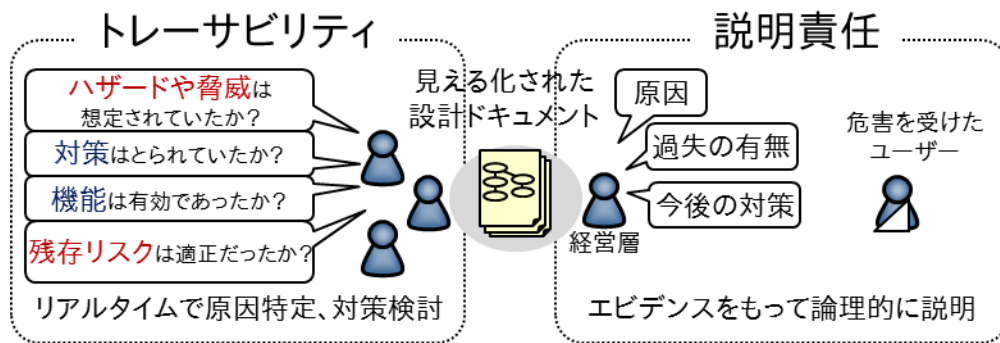 トレーサビリティ
ハザードや脅威は
想定されていたか?
対策はとられていたか?
機能は有効であったか?
残存リスクは適正だったか?
リアルタイムで原因特定、対策検討
見える化された
設計ドキュメント
説明責任
原因
過失の有無
今後の対策
経営層
危害を受けた
ユーザー
エビデンスをもって論理的に説明